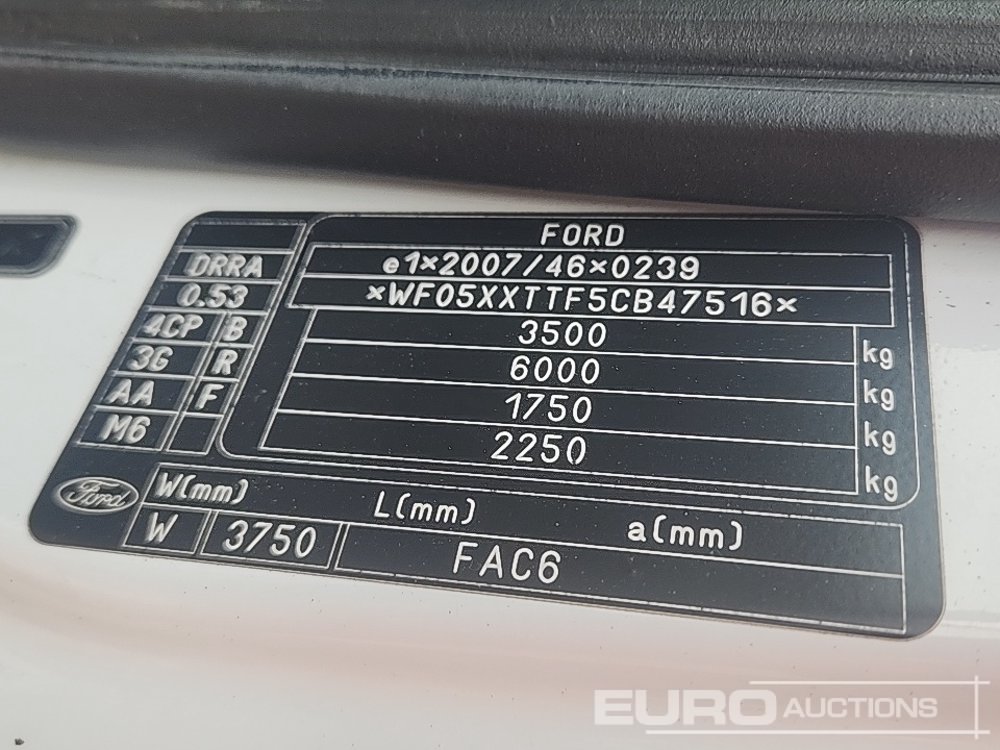 FORD
DRRA e1×2007/46×0239
0.53 ×WF05XXTTF5CB47516×
4CP B 3500 kg
3G R 6000 kg
AA F 1750 kg
M6 2250 kg
Ford W(mm) L(mm) a(mm)
W 3750 FAC6
EURO AUCTIONS